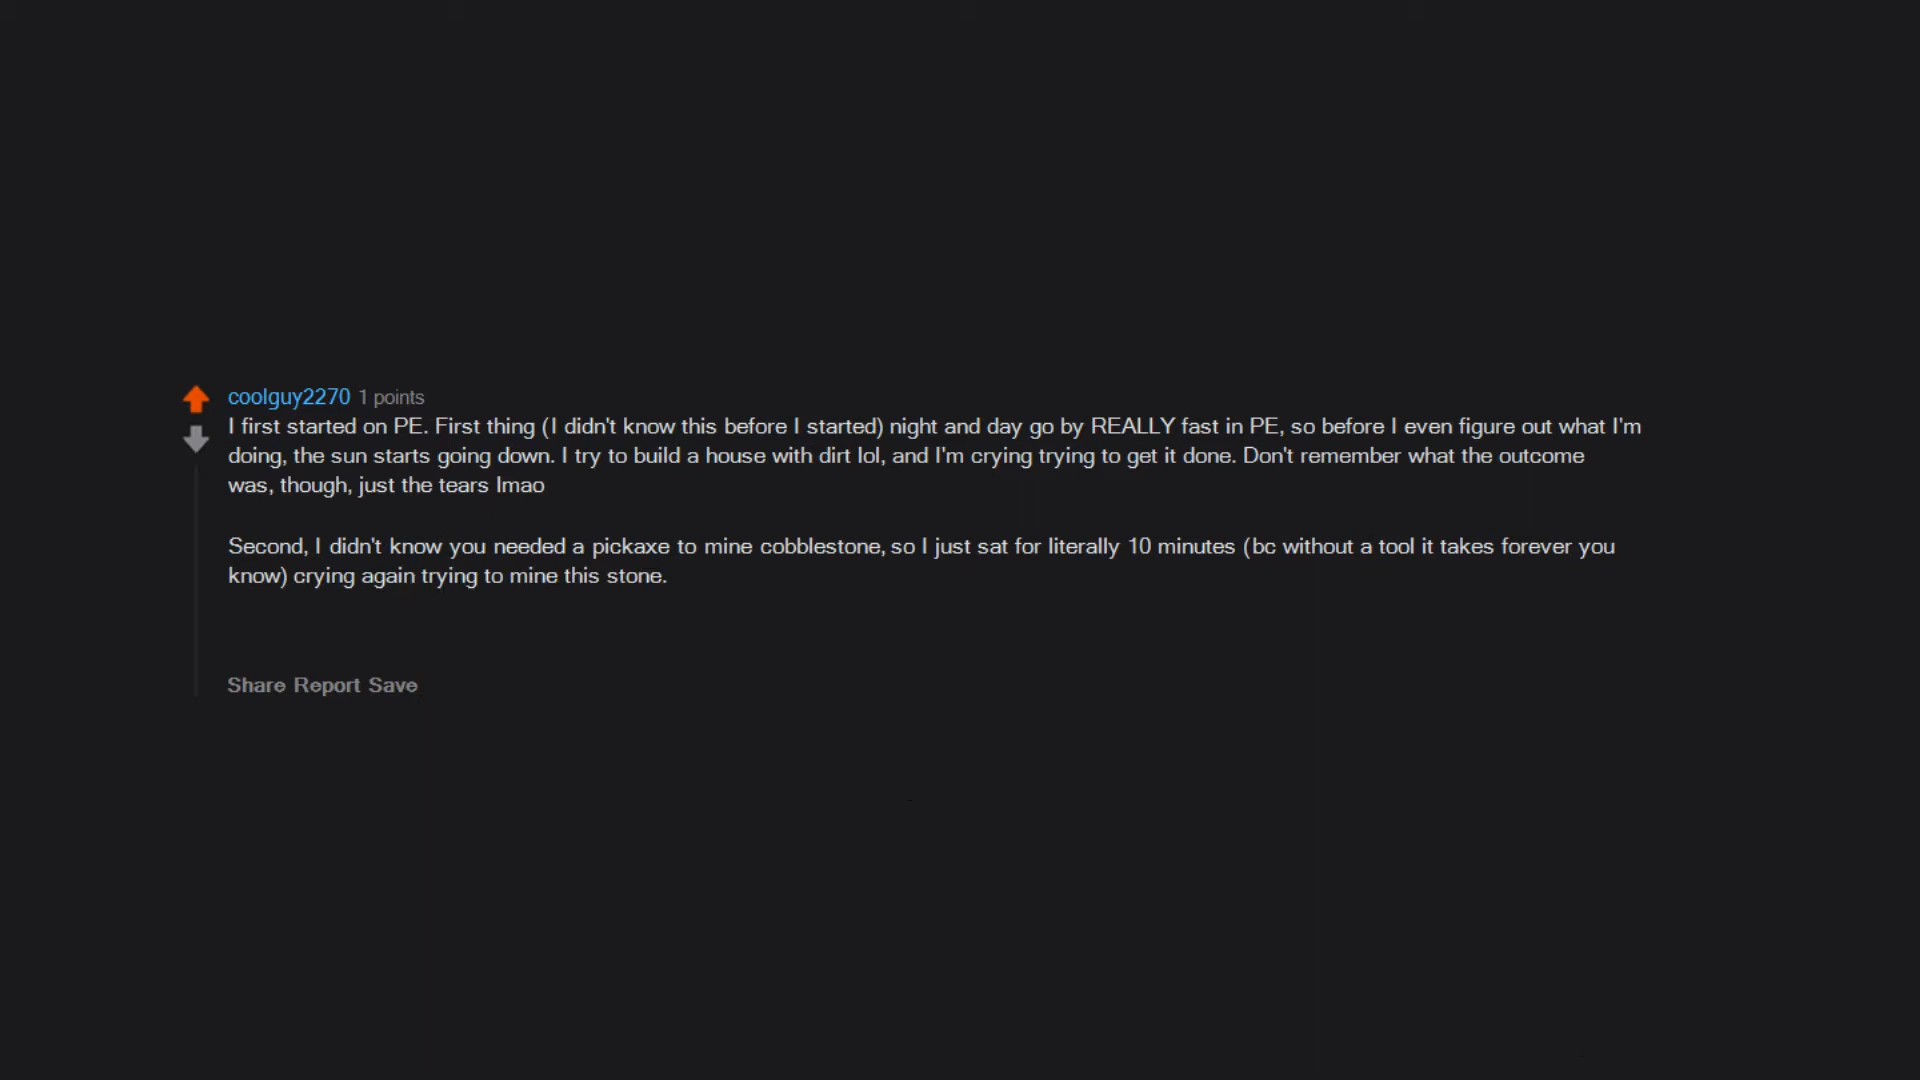 coolguy2270 1 points
I first started on PE. First thing (I didn't know this before I started) night and day go by REALLY fast in PE, so before I even figure out what I'm
doing, the sun starts going down. I try to build a house with dirt lol, and I'm crying trying to get it done. Don't remember what the outcome
was, though, just the tears lmao
Second, I didn't know you needed a pickaxe to mine cobblestone, so I just sat for literally 10 minutes (bc without a tool it takes forever you
know) crying again trying to mine this stone.
Share Report Save